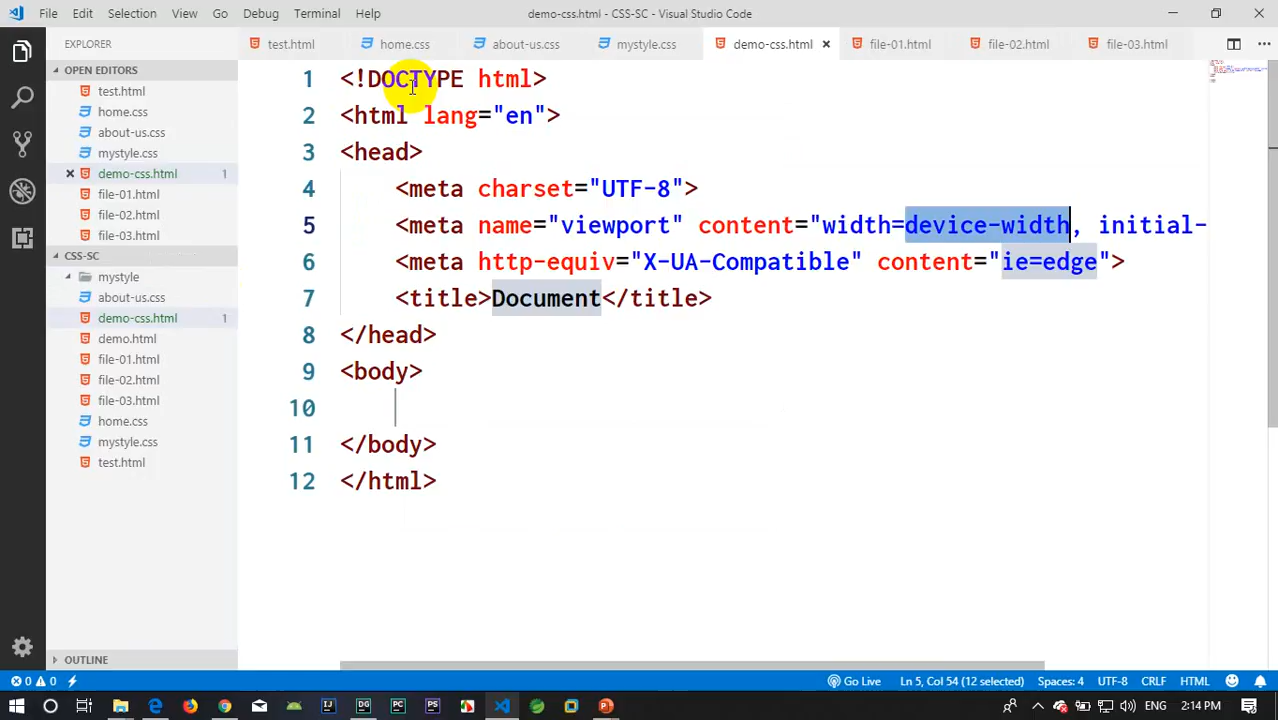 File Edit Selection View Go Debug Terminal Help demo-css.html - CSS-SC - Visual Studio Code
EXPLORER
OPEN EDITORS
test.html
home.css
about-us.css
mystyle.css
demo-css.html 1
file-01.html
file-02.html
file-03.html
CSS-SC
mystyle
about-us.css
demo-css.html 1
demo.html
file-01.html
file-02.html
file-03.html
home.css
mystyle.css
test.html
OUTLINE
test.html home.css about-us.css mystyle.css demo-css.html file-01.html file-02.html file-03.html
1 <!DOCTYPE html>
2 <html lang="en">
3 <head>
4 <meta charset="UTF-8">
5 <meta name="viewport" content="width=device-width, initial-
6 <meta http-equiv="X-UA-Compatible" content="ie=edge">
7 <title>Document</title>
8 </head>
9 <body>
10
11 </body>
12 </html>
0 0 Go Live Ln 5, Col 54 (12 selected) Spaces: 4 UTF-8 CRLF HTML
IJ DG PC PS ENG 2:14 PM